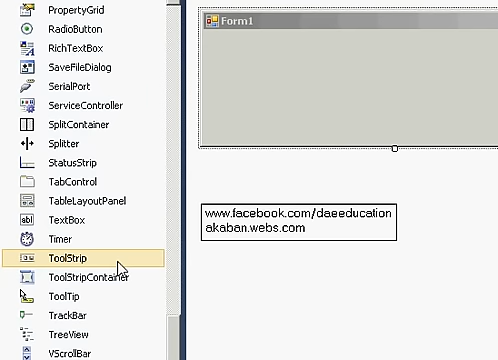 PropertyGrid
RadioButton
RichTextBox
SaveFileDialog
SerialPort
ServiceController
SplitContainer
Splitter
StatusStrip
TabControl
TableLayoutPanel
abl TextBox
Timer
ToolStrip
ToolStripContainer
ToolTip
TrackBar
TreeView
VScrollBar
Form1
www.facebook.com/daeeducation
akaban.webs.com